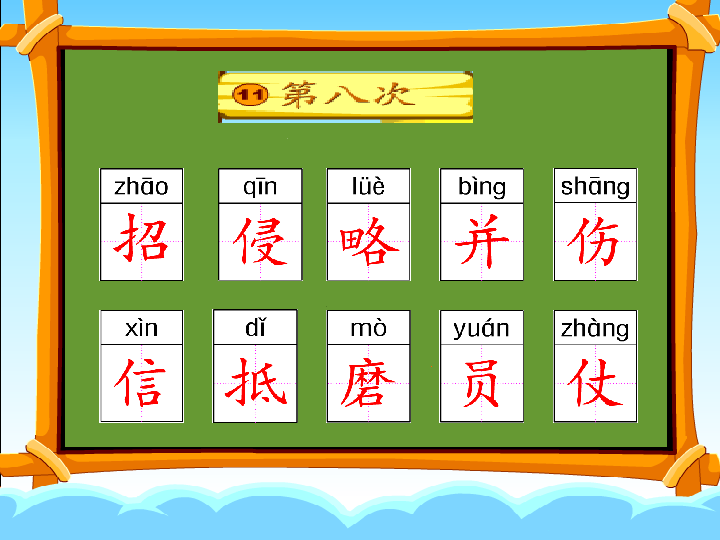 11 第八次
zhāo qīn lüè bìng shāng
招 侵 略 并 伤
xìn dǐ mò yuán zhàng
信 抵 磨 员 仗